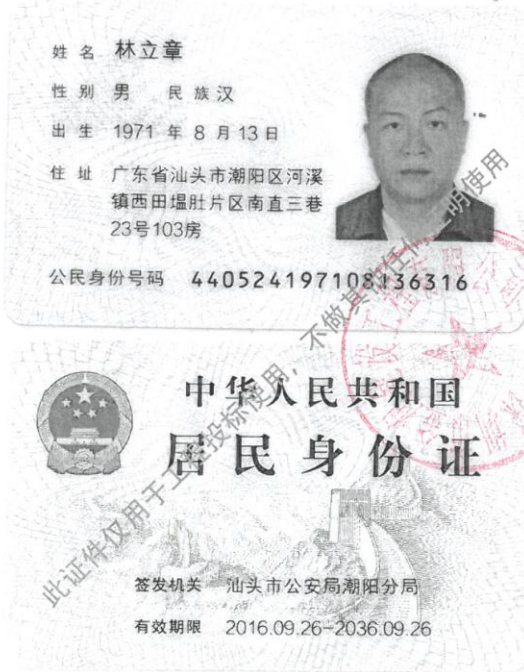 姓名 林立章
性别 男 民族 汉
出生 1971 年 8 月 13 日
住址 广东省汕头市潮阳区河溪
镇西田塭肚片区南直三巷
23号103房
公民身份号码 440524197108136316
中华人民共和国
居民身份证
签发机关 汕头市公安局潮阳分局
有效期限 2016.09.26-2036.09.26